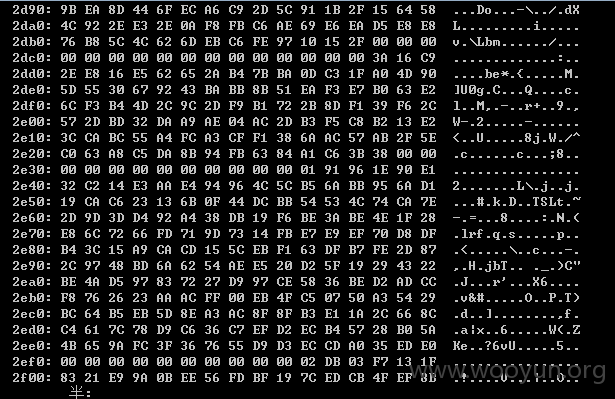 2d90: 9B EA 8D 44 6F EC A6 C9 2D 5C 91 1B 2F 15 64 58 ...Do...-\../.dX
2da0: 4C 92 2E E3 2E 0A F8 FB C6 AE 69 E6 EA D5 E8 E8 L.........i.....
2db0: 76 B8 5C 4C 62 6D EB C6 FE 97 10 15 2F 00 00 00 v.\Lbm....../...
2dc0: 00 00 00 00 00 00 00 00 00 00 00 00 00 3A 16 C9 .............:..
2dd0: 2E E8 16 E5 62 65 2A B4 7B BA 0D C3 1F A0 4D 90 ....be*.{.....M.
2de0: 5D 55 30 67 92 43 BA BB 8B 51 EA F3 E7 B0 63 E2 ]U0g.C...Q....c.
2df0: 6C F3 B4 4D 2C 9C 2D F9 B1 72 2B 8D F1 39 F6 2C l..M,.-..r+..9.,
2e00: 57 2D BD 32 DA A9 AE 04 AC 2D B3 F5 C8 B2 13 E2 W-.2.....-......
2e10: 3C CA BC 55 A4 FC A3 CF F1 38 6A AC 57 AB 2F 5E <..U.....8j.W./^
2e20: C0 63 A8 C5 DA 8B 94 FB 63 84 A1 C6 3B 38 00 00 .c......c...;8..
2e30: 00 00 00 00 00 00 00 00 00 00 01 91 96 1E 90 E1 ................
2e40: 32 C2 14 E3 AA E4 94 96 4C 5C B5 6A BB 95 6A D1 2.......L\.j..j.
2e50: 19 CA C6 23 13 6B 0F 44 DC BB 54 53 4C 74 CA 7E ...#.k.D..TSLt.~
2e60: 2D 9D 3D D4 92 A4 38 DB 19 F6 BE 3A BE 4E 1F 28 -.=...8....:.N.(
2e70: E8 6C 72 66 FD 71 9D 73 14 FB E7 E9 EF 70 D8 DF .lrf.q.s.....p..
2e80: B4 3C 15 A9 CA CD 15 5C EB F1 63 DF B7 FE 2D 87 .<.....\..c...-.
2e90: 2C 97 48 BD 6A 62 54 AE E5 20 D2 5F 19 29 43 22 ,.H.jbT.. ._.)C"
2ea0: BE 4A D5 97 83 72 27 D9 97 CE 58 36 BE D2 AD CC .J...r'...X6....
2eb0: F8 76 26 23 AA AC FF 00 EB 4F C5 07 50 A3 54 29 .v&#.....O..P.T)
2ec0: BC 64 B5 EB 5D 8E A3 AC 8F 8F B3 E1 1A 2C 66 8C .d..]........,f.
2ed0: C4 61 7C 78 D9 C6 36 C7 EF D2 EC B4 57 28 B0 5A .a|x..6.....W(.Z
2ee0: 4B 65 9A FC 3F 36 76 55 D9 D3 EC CD A0 35 ED E0 Ke..?6vU.....5..
2ef0: 00 00 00 00 00 00 00 00 00 00 02 DB 03 F7 13 1F
2f00: 83 21 E9 9A 0B EE 56 FD BF 19 7C ED CB 4F EF 8D
www.wooyun.org
半: